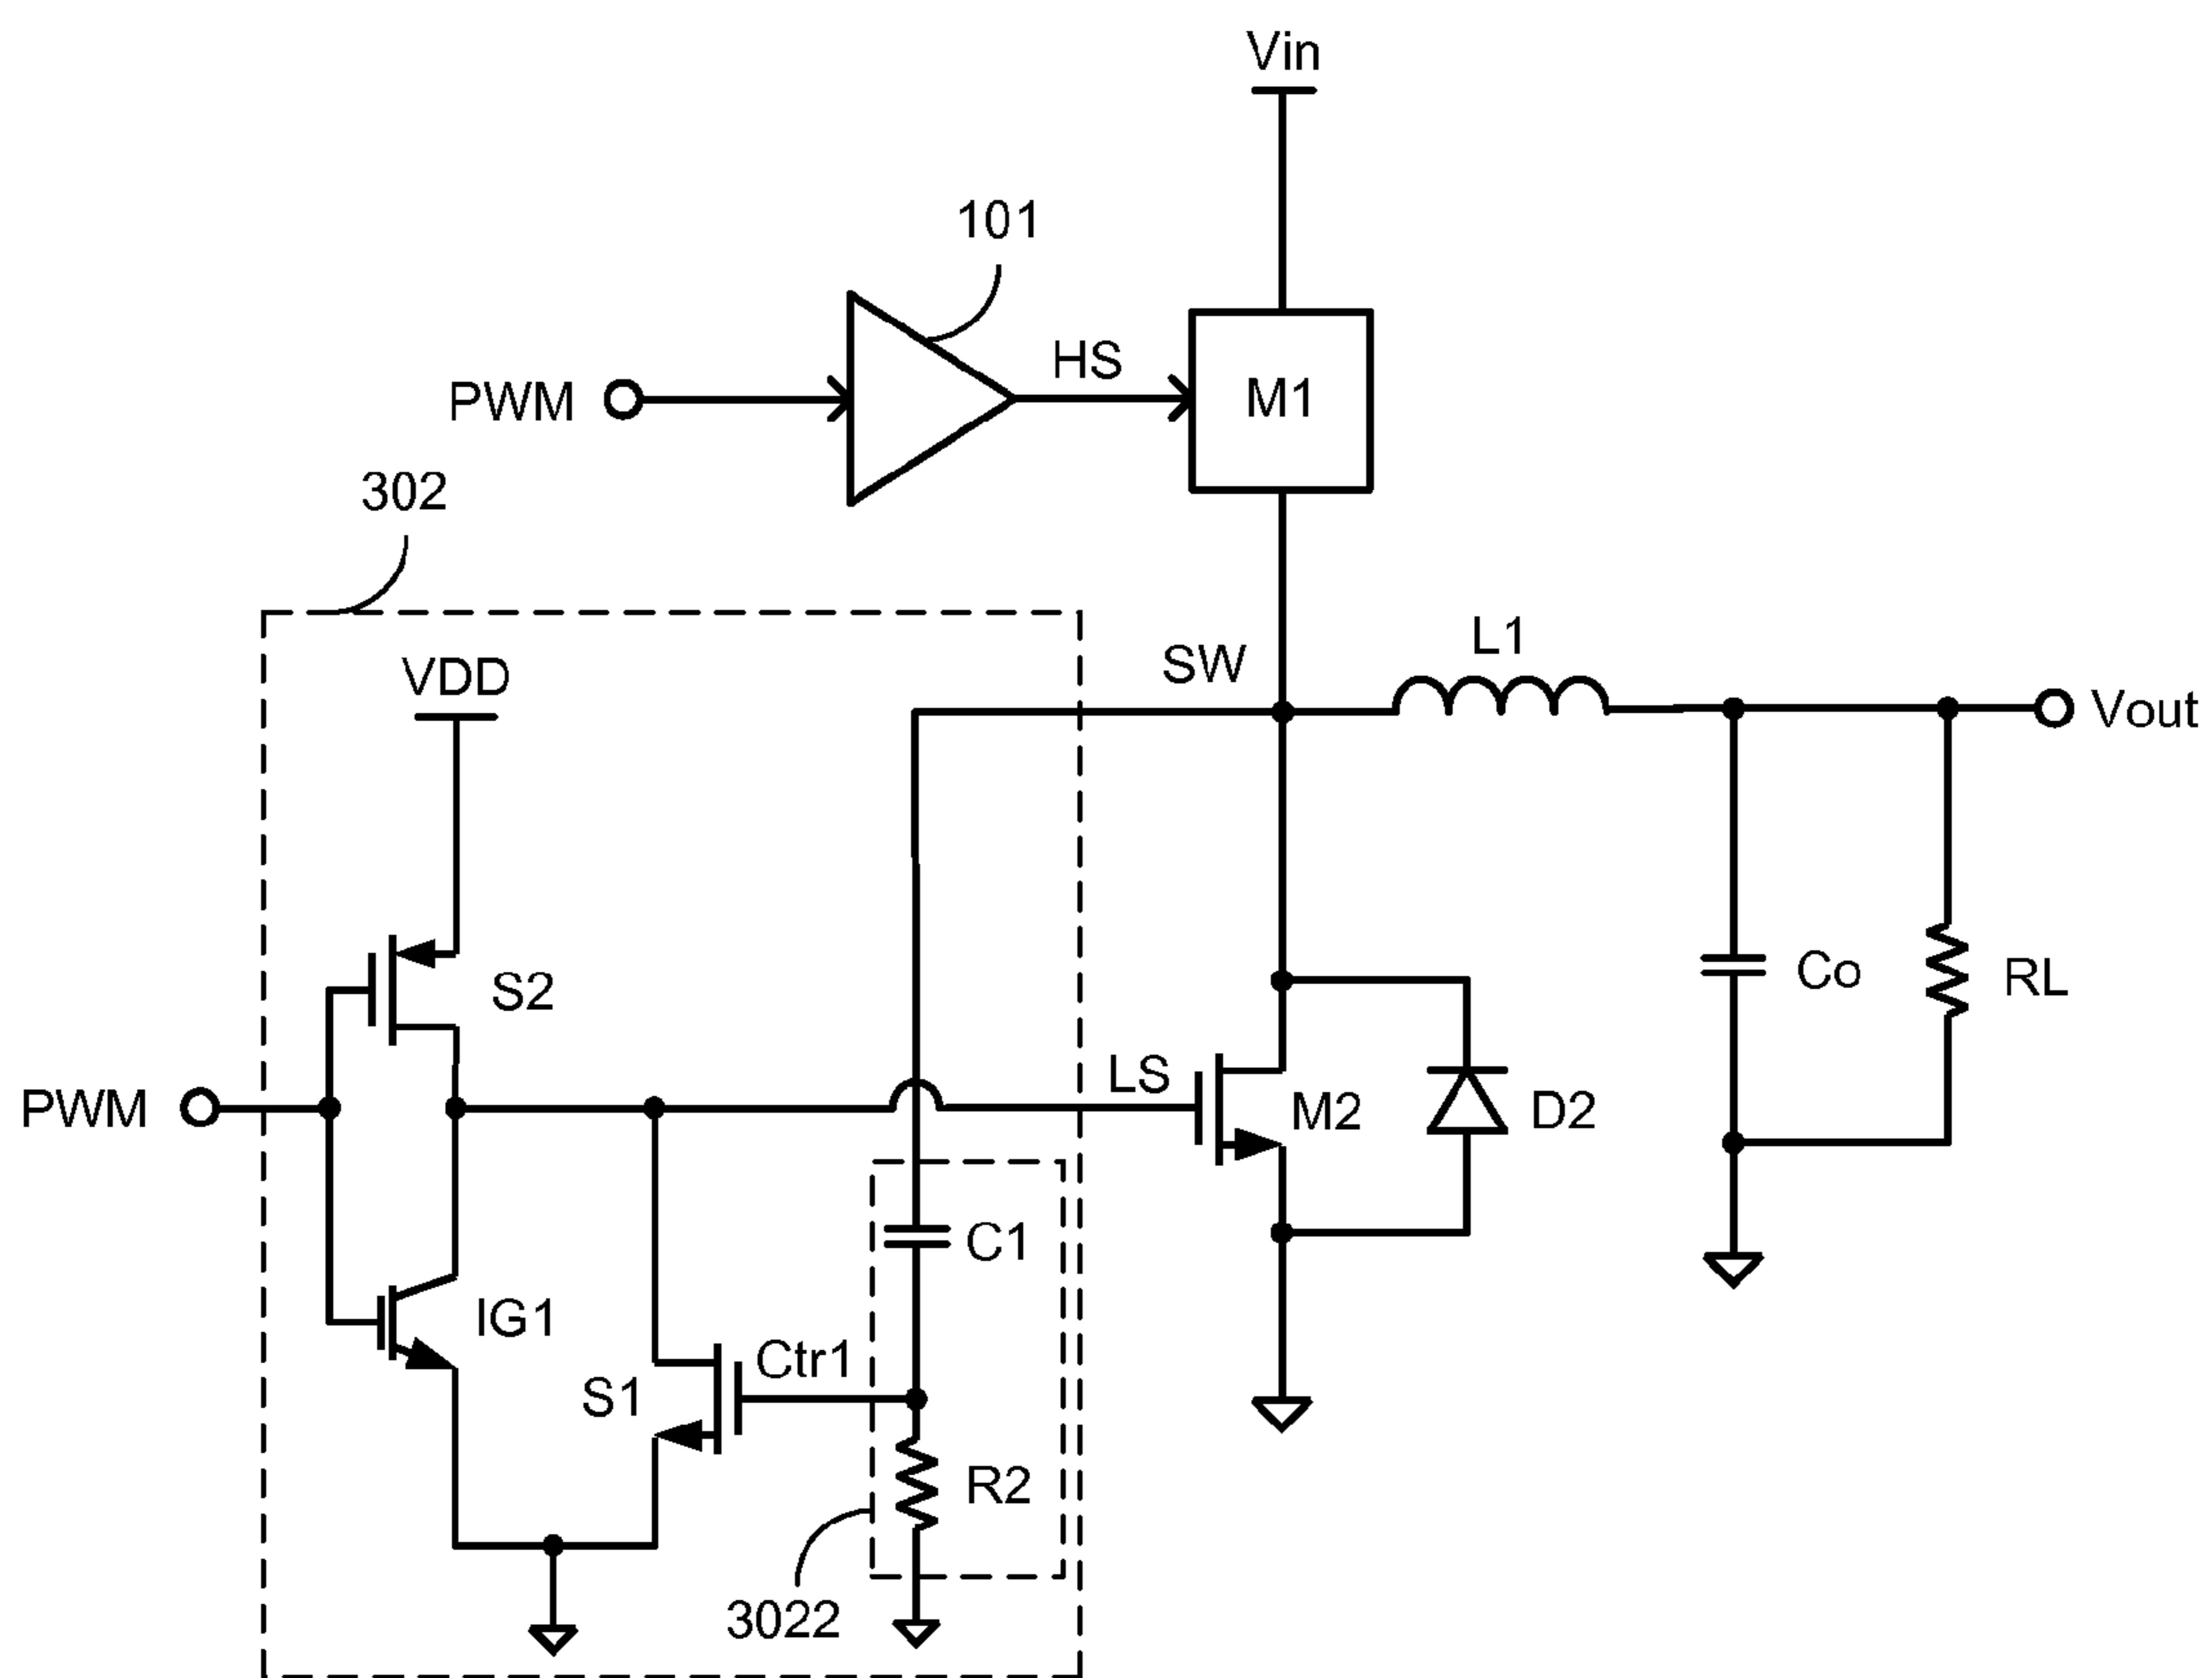 Vin
101
HS
M1
PWM
302
SW
L1
VDD
Vout
S2
Co
RL
LS
PWM
M2
D2
C1
IG1
Ctr1
S1
R2
3022